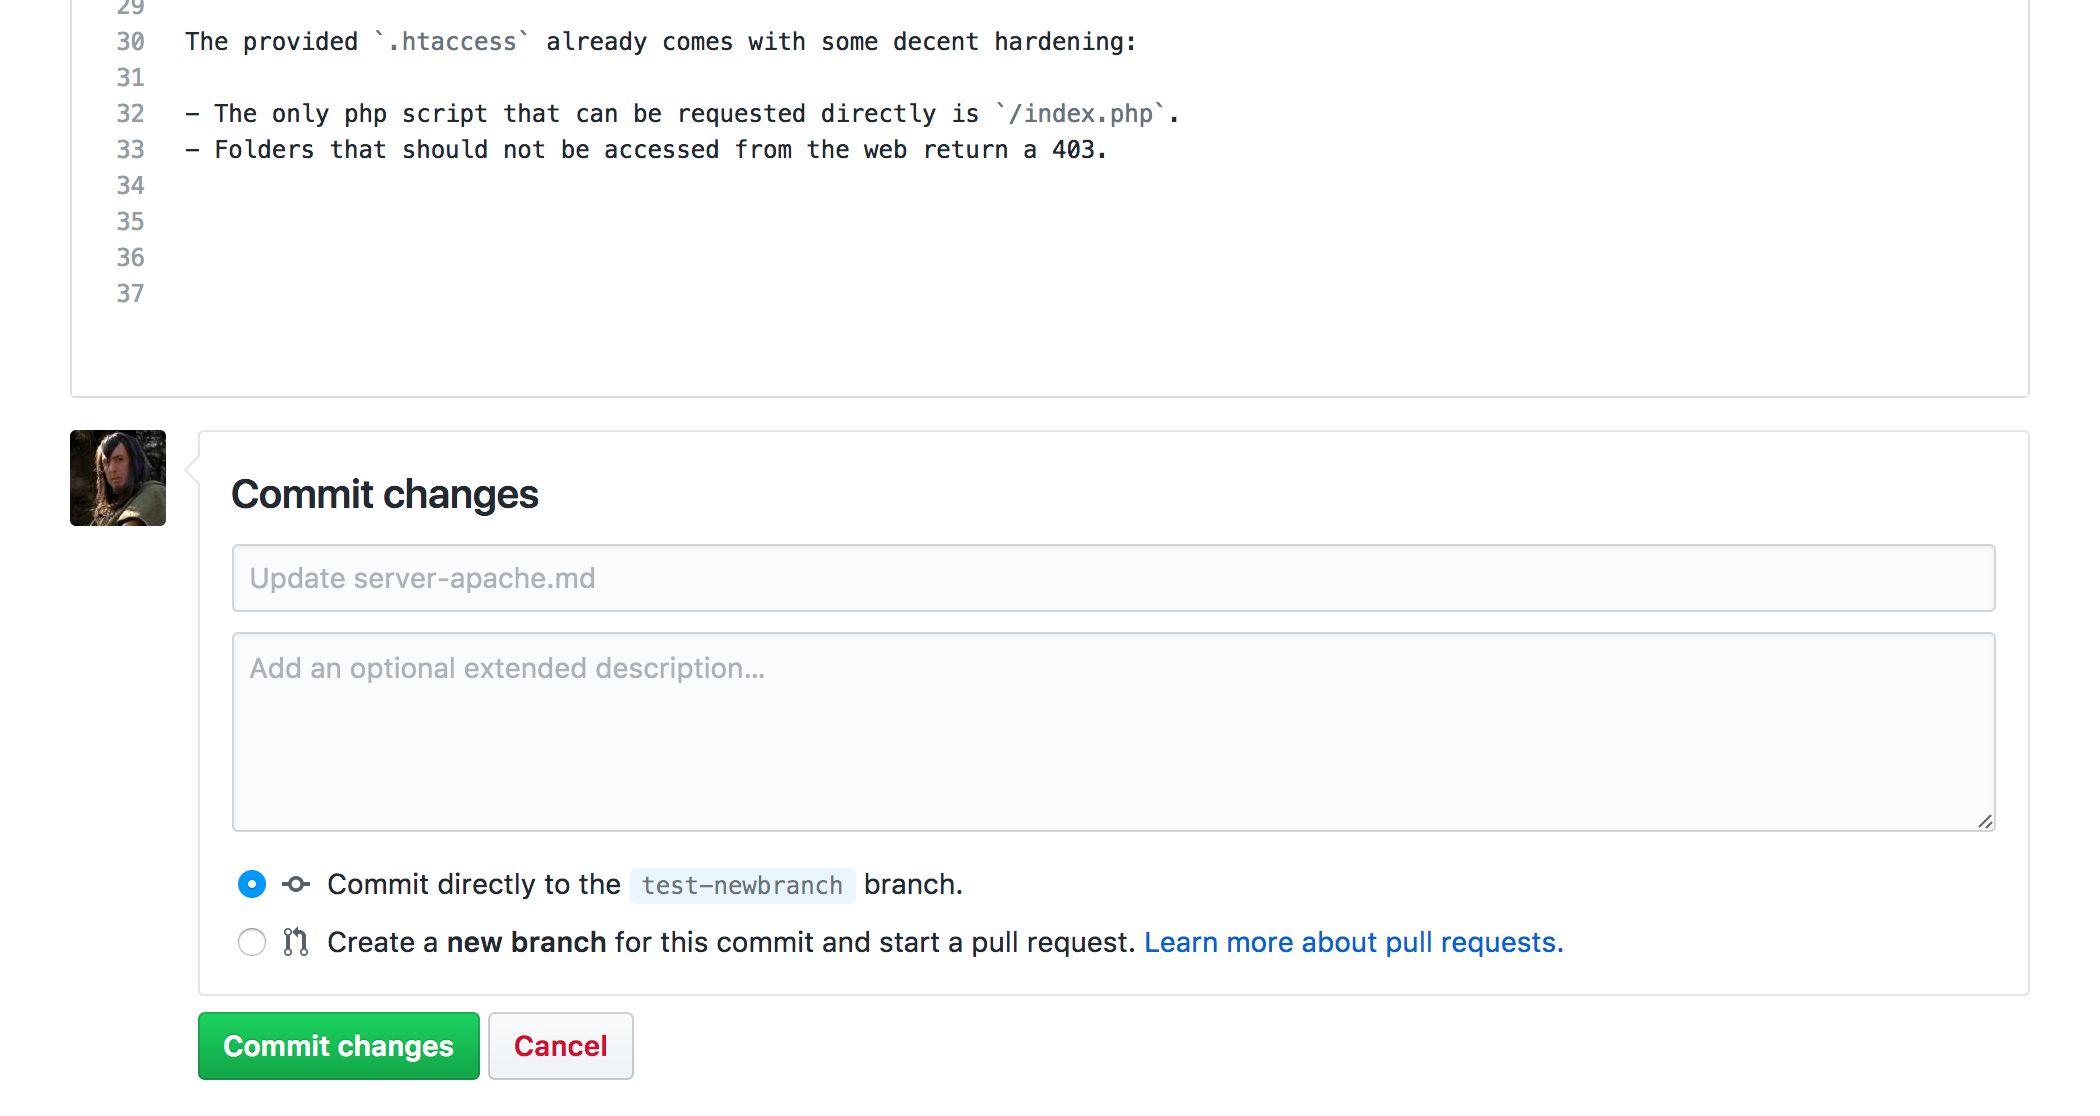 29
30 The provided `.htaccess` already comes with some decent hardening:
31
32 - The only php script that can be requested directly is `/index.php`.
33 - Folders that should not be accessed from the web return a 403.
34
35
36
37
Commit changes
Update server-apache.md
Add an optional extended description...
Commit directly to the test-newbranch branch.
Create a new branch for this commit and start a pull request. Learn more about pull requests.
Commit changes Cancel